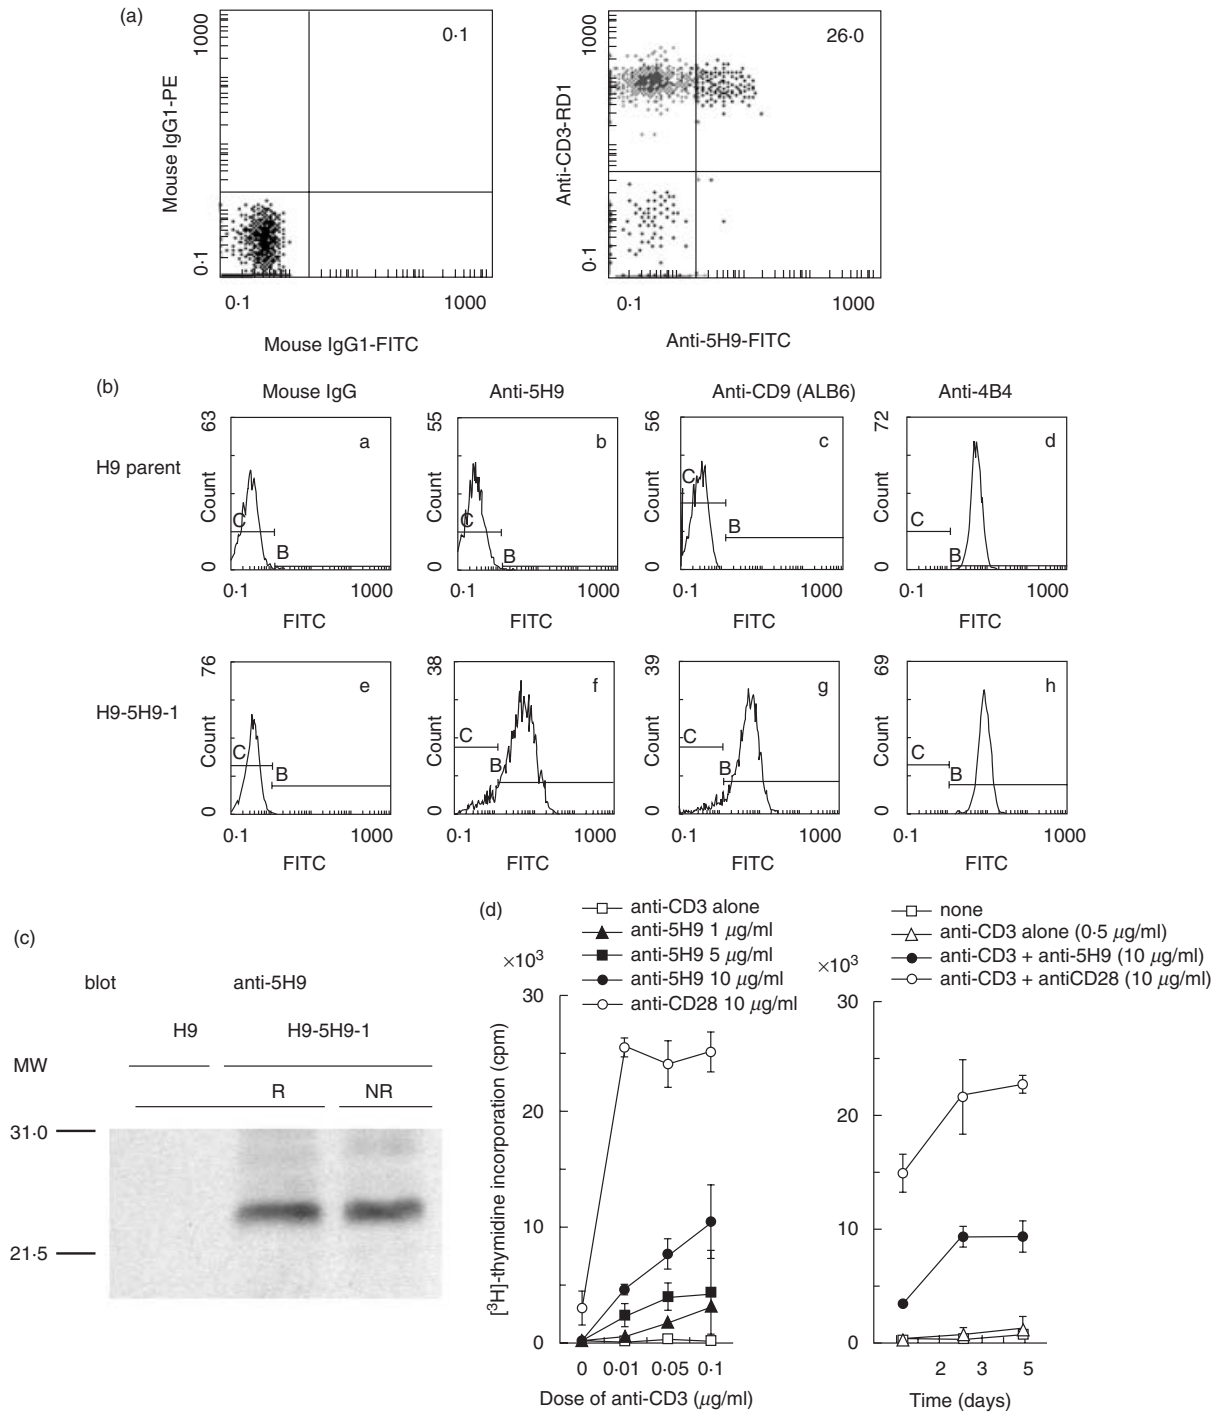 (a)
1000
0·1
Mouse IgG1-PE
0·1
0·1
1000
Mouse IgG1-FITC
1000
26·0
Anti-CD3-RD1
0·1
0·1
1000
Anti-5H9-FITC
(b)
Mouse IgG
Anti-5H9
Anti-CD9 (ALB6)
Anti-4B4
H9 parent
63
a
Count
C
B
0
0·1
1000
FITC
55
b
Count
C
B
0
0·1
1000
FITC
56
c
Count
C
B
0
0·1
1000
FITC
72
d
Count
C
B
0
0·1
1000
FITC
H9-5H9-1
76
e
Count
C
B
0
0·1
1000
FITC
38
f
Count
C
B
0
0·1
1000
FITC
39
g
Count
C
B
0
0·1
1000
FITC
69
h
Count
C
B
0
0·1
1000
FITC
(c)
blot
anti-5H9
H9
H9-5H9-1
MW
R
NR
31·0
21·5
(d)
anti-CD3 alone
anti-5H9 1 μg/ml
anti-5H9 5 μg/ml
anti-5H9 10 μg/ml
anti-CD28 10 μg/ml
×10³
[³H]-thymidine incorporation (cpm)
30
20
10
0
0
0·01
0·05
0·1
Dose of anti-CD3 (μg/ml)
none
anti-CD3 alone (0·5 μg/ml)
anti-CD3 + anti-5H9 (10 μg/ml)
anti-CD3 + antiCD28 (10 μg/ml)
×10³
30
20
10
0
2
3
5
Time (days)